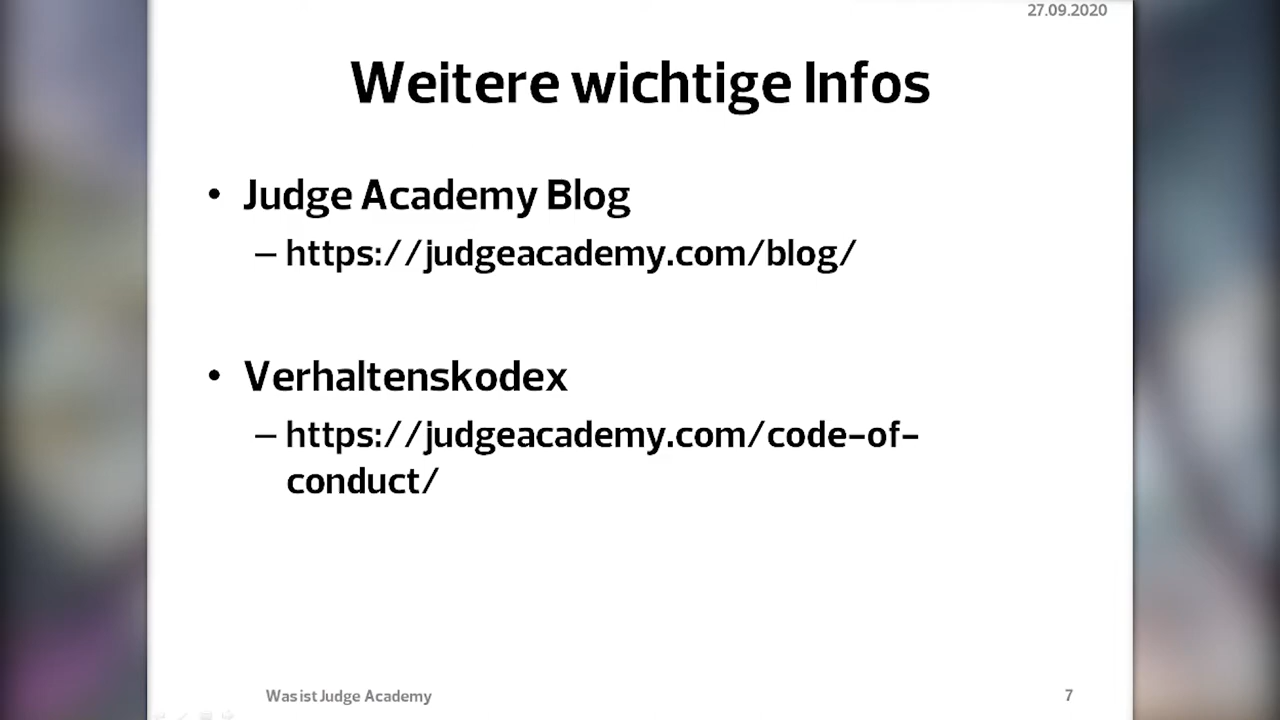 27.09.2020
Weitere wichtige Infos
• Judge Academy Blog
– https://judgeacademy.com/blog/
• Verhaltenskodex
– https://judgeacademy.com/code-of-
conduct/
Was ist Judge Academy
7